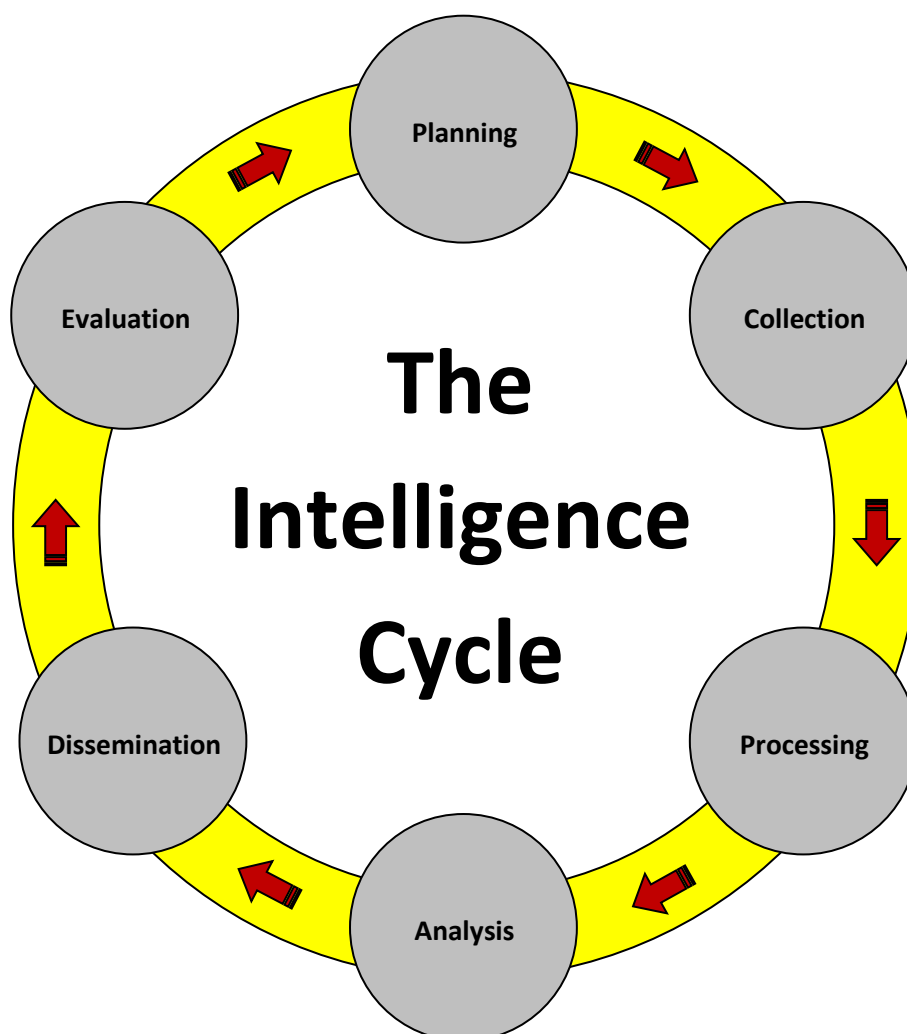 Planning
Evaluation
Collection
The
Intelligence
Cycle
Dissemination
Processing
Analysis